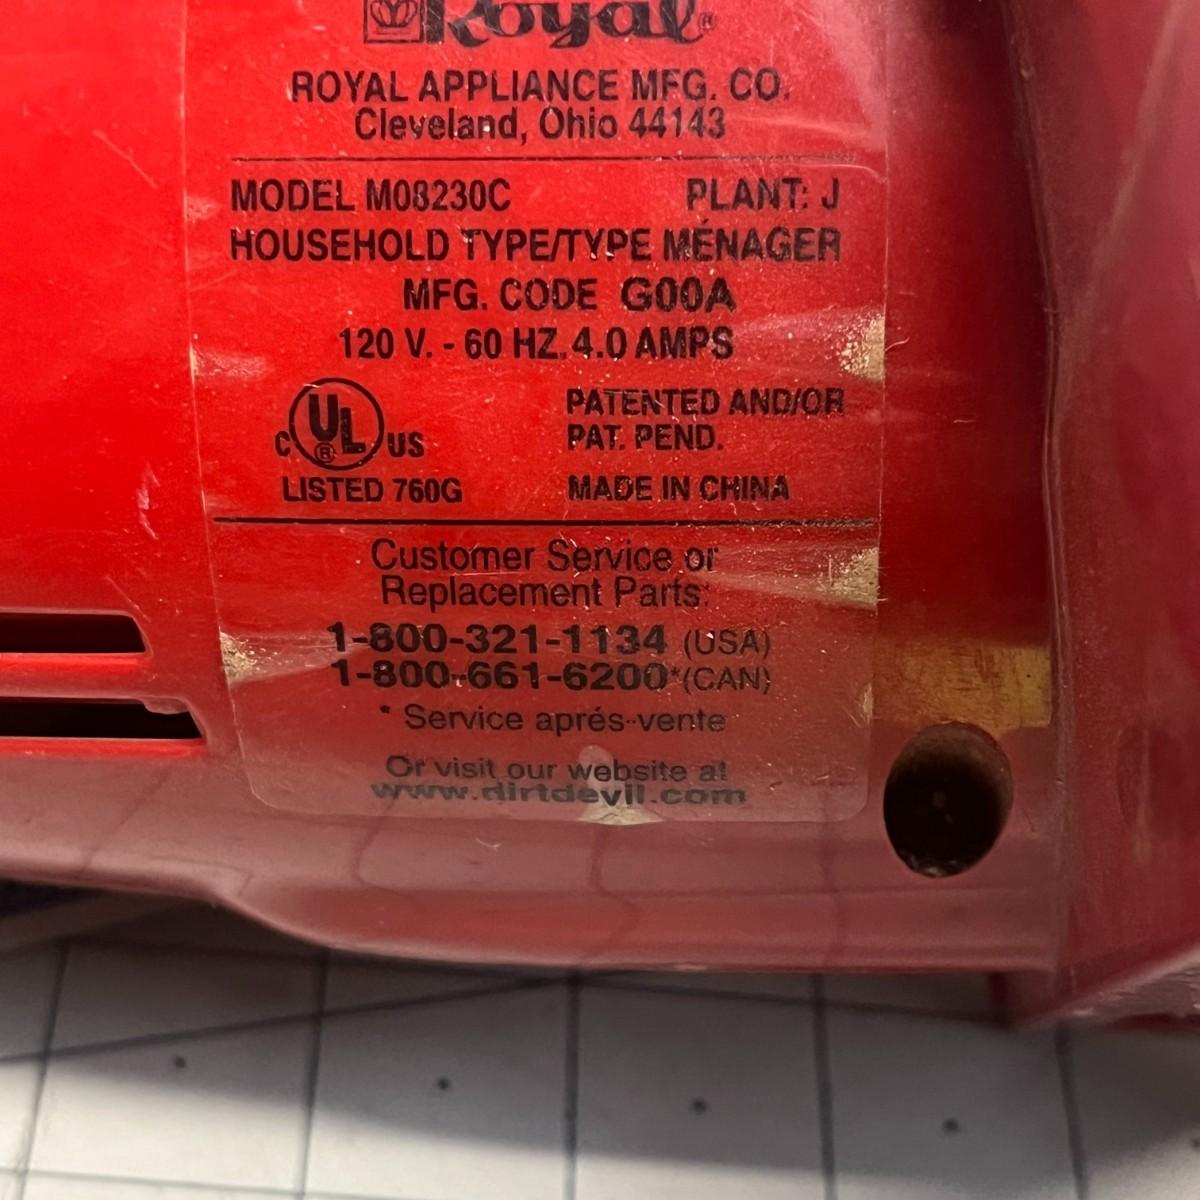 Royal®
ROYAL APPLIANCE MFG. CO.
Cleveland, Ohio 44143
MODEL M08230C PLANT: J
HOUSEHOLD TYPE/TYPE MÉNAGER
MFG. CODE G00A
120 V. - 60 HZ. 4.0 AMPS
C UL® US PATENTED AND/OR
PAT. PEND.
LISTED 760G MADE IN CHINA
Customer Service or
Replacement Parts:
1-800-321-1134 (USA)
1-800-661-6200*(CAN)
* Service aprés-vente
Or visit our website at
www.dirtdevil.com